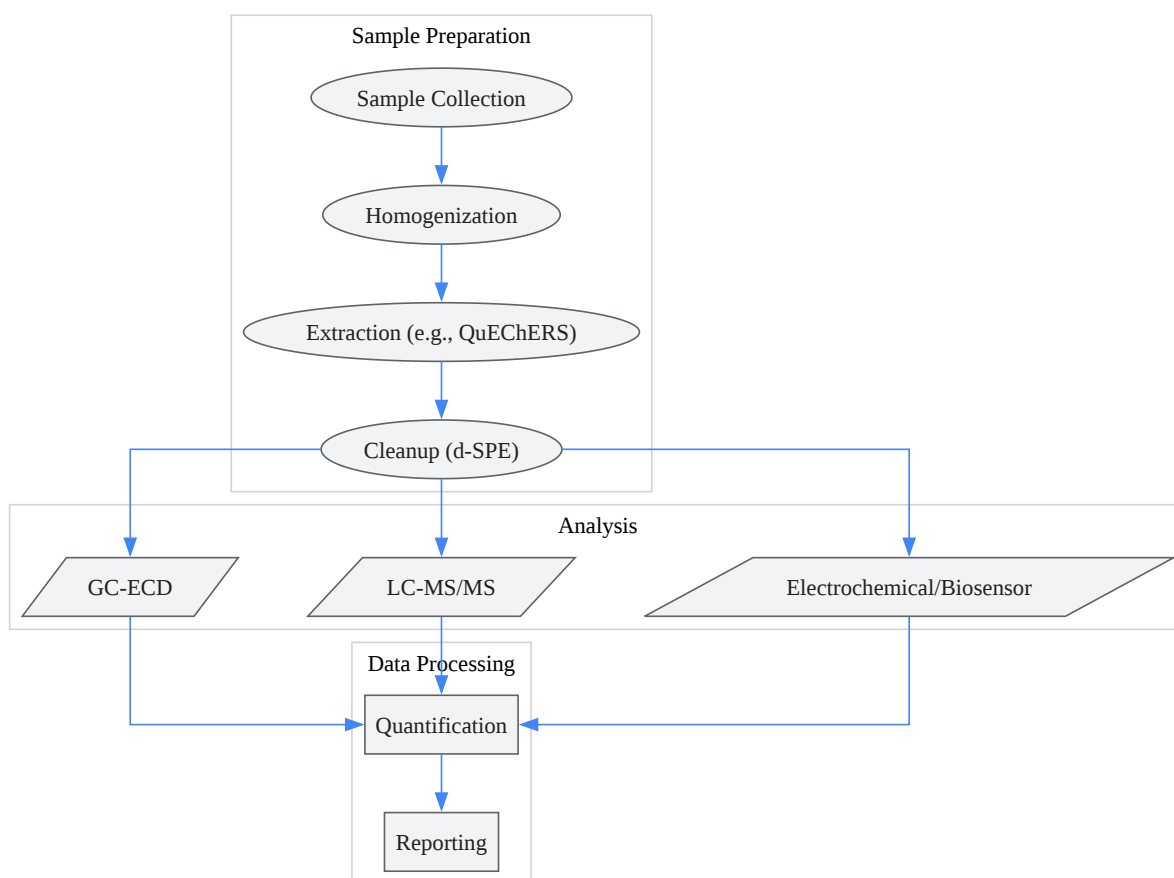 Sample Preparation
Sample Collection
Homogenization
Extraction (e.g., QuEChERS)
Cleanup (d-SPE)
Analysis
GC-ECD
LC-MS/MS
Electrochemical/Biosensor
Data Processing
Quantification
Reporting